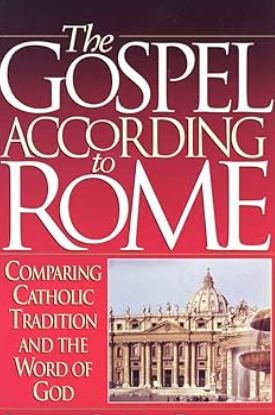 The
GOSPEL
ACCORDING
to
ROME
COMPARING
CATHOLIC
TRADITION
AND THE
WORD OF
GOD